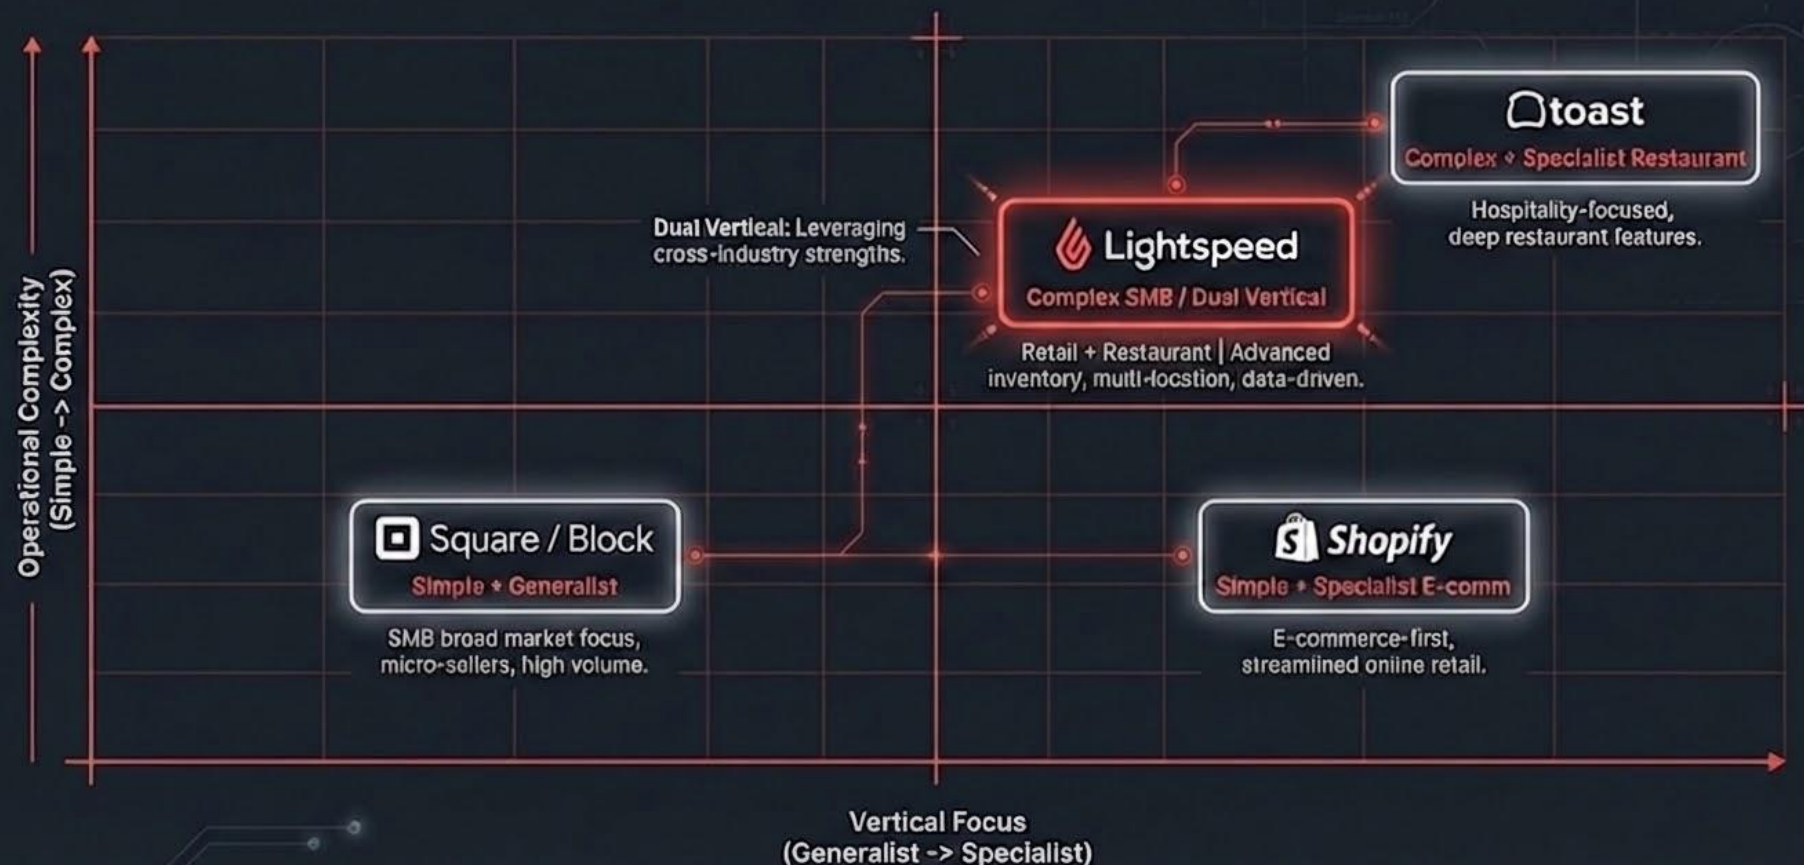 toast
Complex + Specialist Restaurant
Hospitality-focused,
deep restaurant features.
Dual Vertical: Leveraging
cross-industry strengths.
Lightspeed
Complex SMB / Dual Vertical
Retail + Restaurant | Advanced
inventory, multi-locstion, data-driven.
Operational Complexity
(Simple -> Complex)
Square / Block
Simple + Generalist
SMB broad market focus,
micro-sellers, high volume.
Shopify
Simple + Specialist E-comm
E-commerce-first,
streamlined online retail.
Vertical Focus
(Generalist -> Specialist)